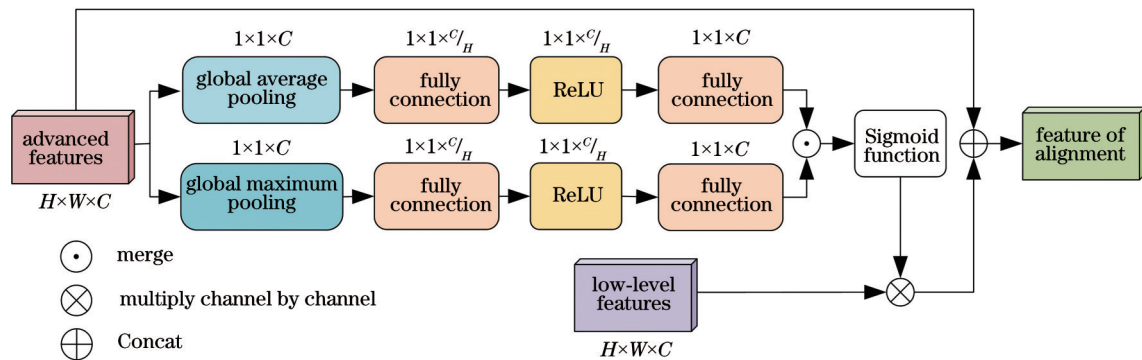 1×1×C
1×1×C/H
1×1×C/H
1×1×C
global average
pooling
fully
connection
ReLU
fully
connection
advanced
features
H×W×C
Sigmoid
function
feature of
alignment
1×1×C
1×1×C/H
1×1×C/H
1×1×C
global maximum
pooling
fully
connection
ReLU
fully
connection
merge
multiply channel by channel
Concat
low-level
features
H×W×C